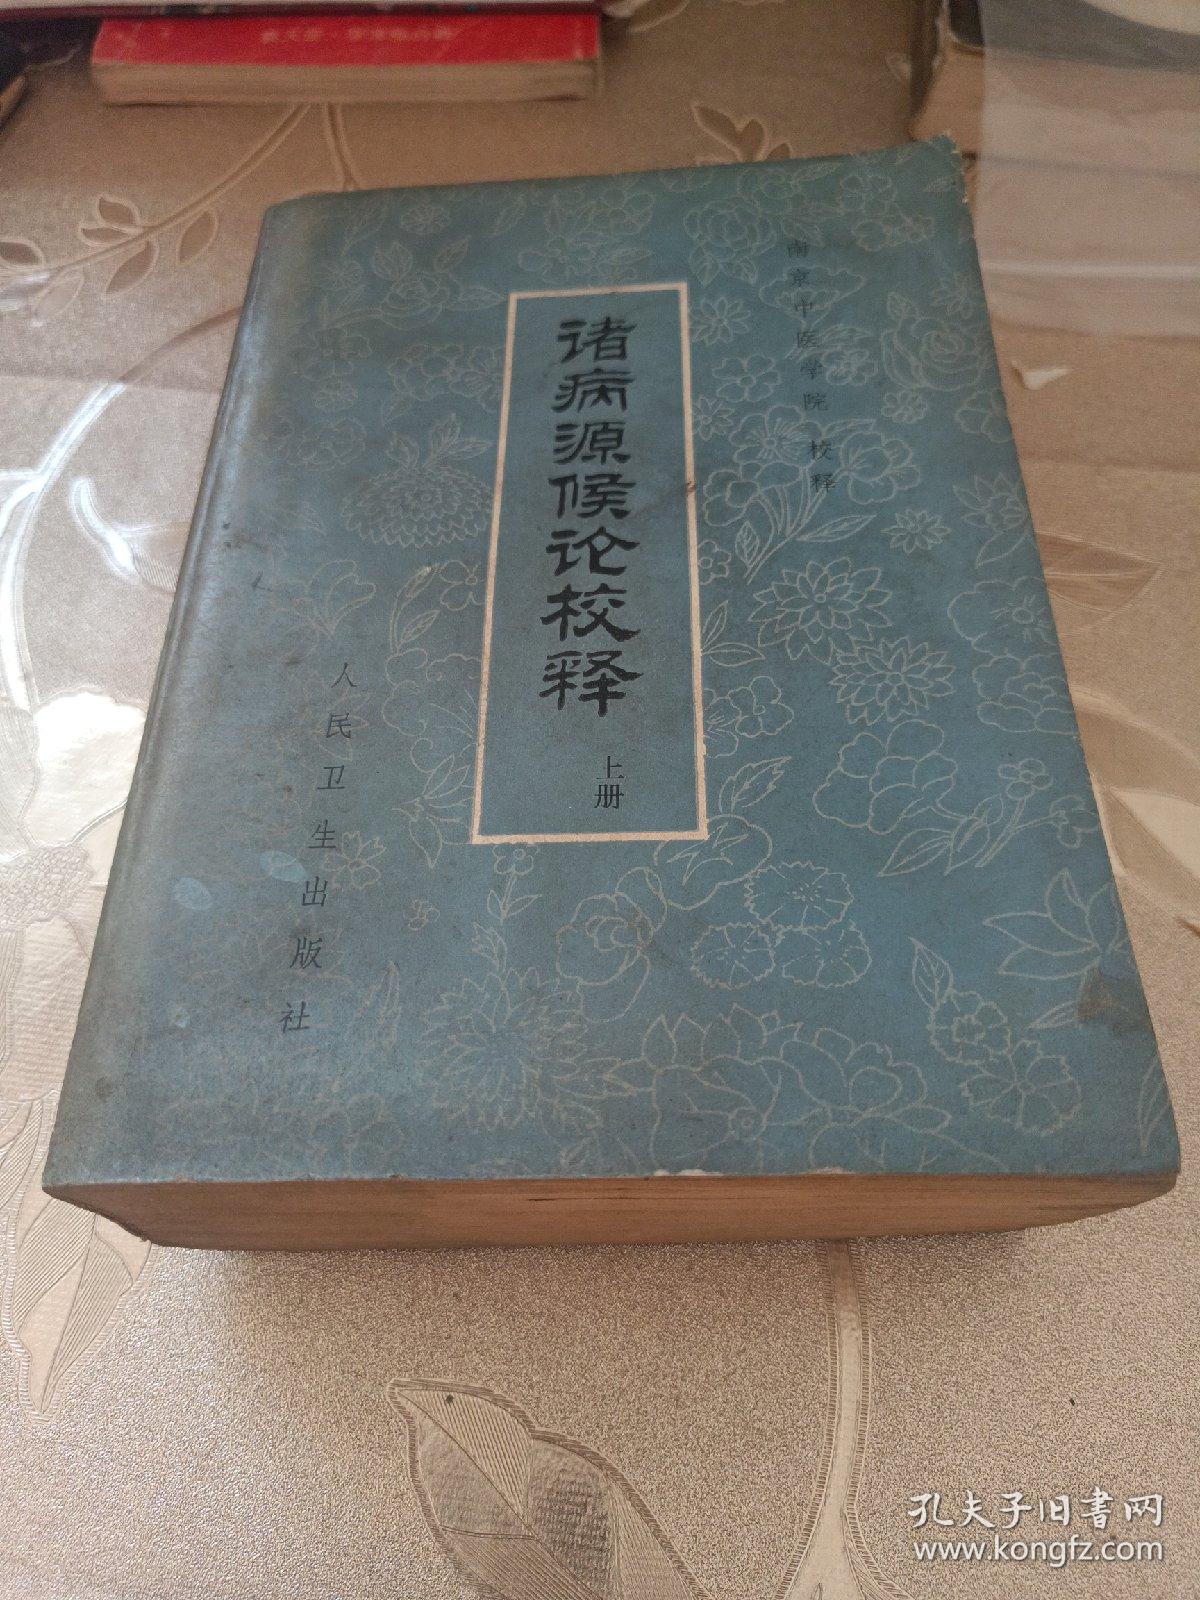 南京中医学院 校释
诸病源候论校释
上册
人民卫生出版社
孔夫子旧书网
www.kongfz.com